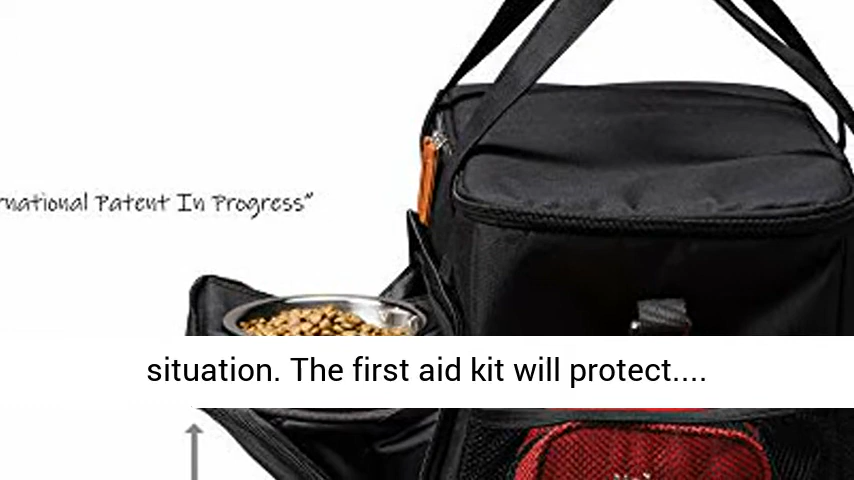 rnational Patent In Progress"
situation. The first aid kit will protect....